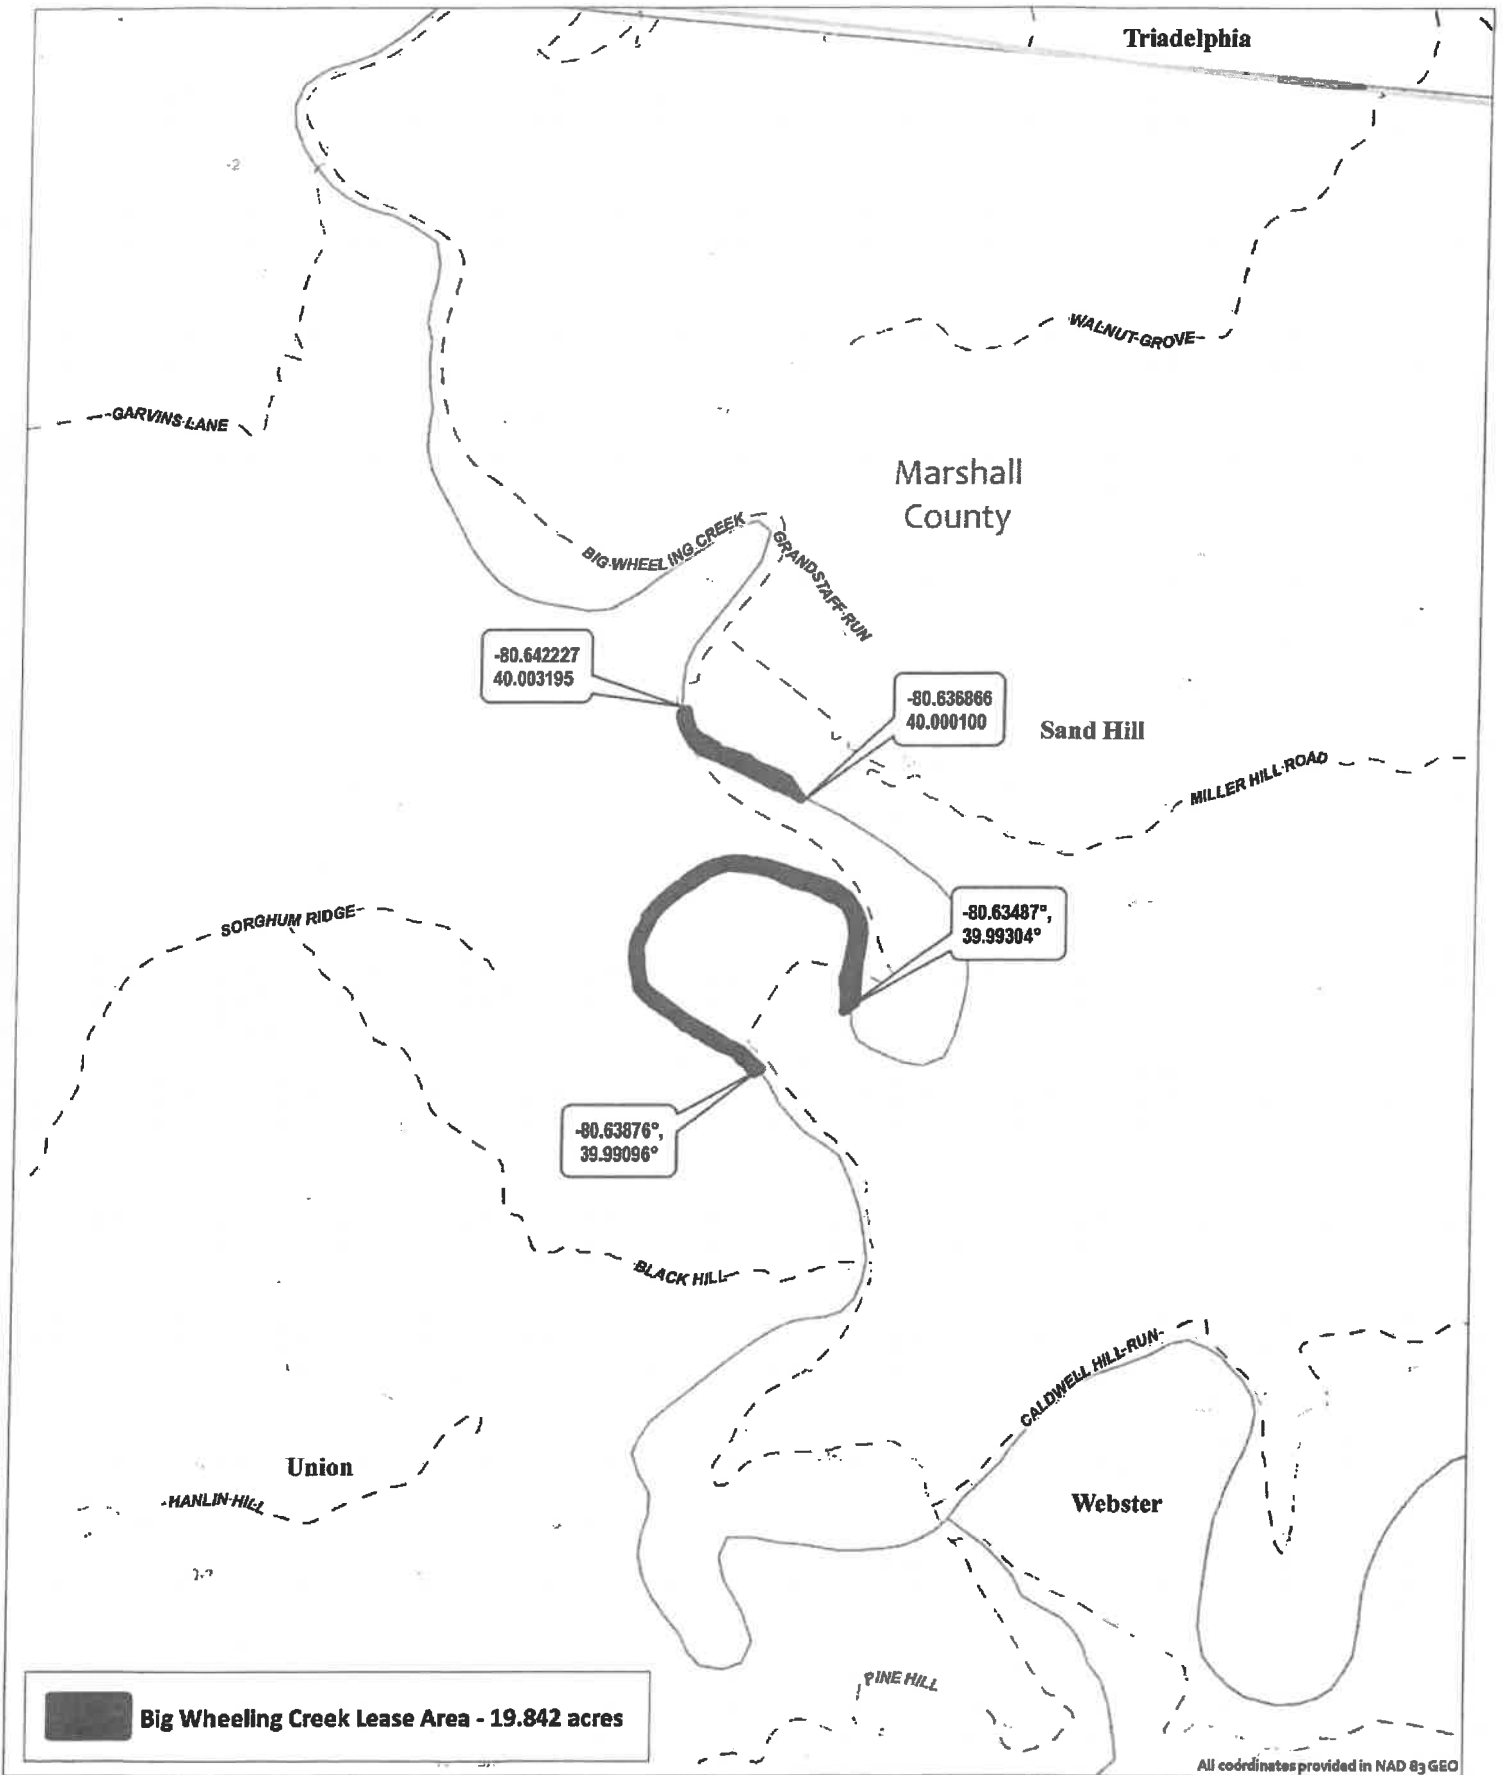 Triadelphia
WALNUT GROVE
GARVINS LANE
Marshall
County
BIG WHEELING CREEK
GRANDSTAFF RUN
-80.642227
40.003195
-80.636866
40.000100
Sand Hill
MILLER HILL ROAD
SORGHUM RIDGE
-80.63487°,
39.99304°
-80.63876°,
39.99096°
BLACK HILL
CALDWELL HILL RUN
Union
HANLIN HILL
Webster
PINE HILL
Big Wheeling Creek Lease Area - 19.842 acres
All coordinates provided in NAD 83 GEO